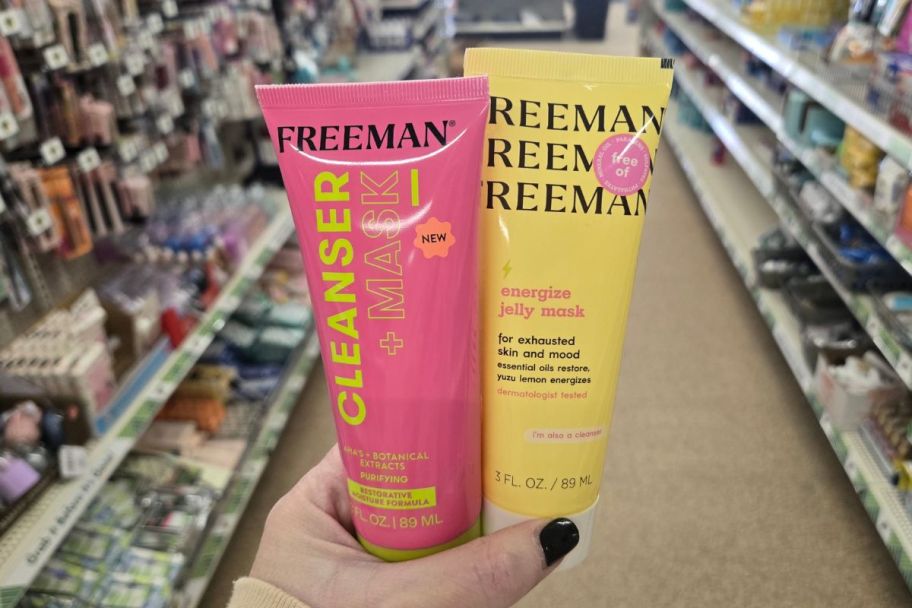 FREEMAN®
CLEANSER
+ MASK
NEW
AHA'S + BOTANICAL
EXTRACTS
PURIFYING
RESTORATIVE
MOISTURE FORMULA
FL. OZ. | 89 ML
REEMAN
REEM
FREEMAN
free
of
energize
jelly mask
for exhausted
skin and mood
essential oils restore,
yuzu lemon energizes
dermatologist tested
i'm also a cleanser
3 FL. OZ. / 89 ML